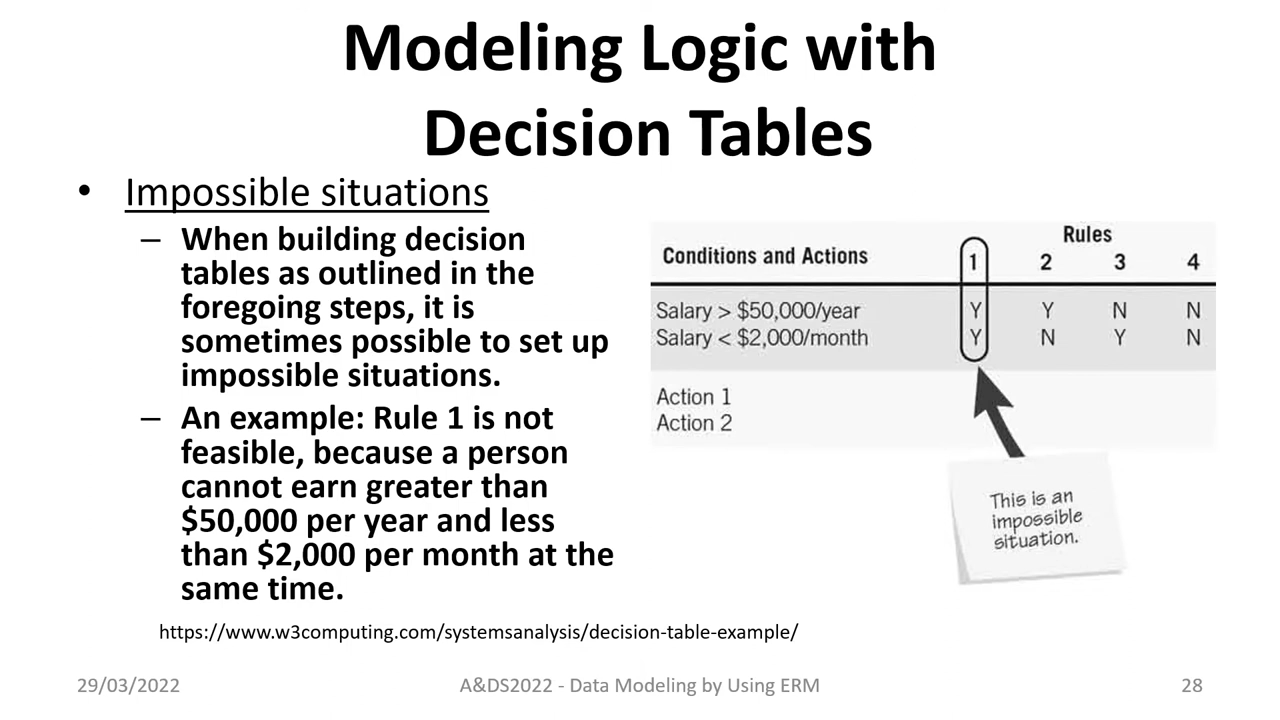 Modeling Logic with
Decision Tables
• Impossible situations
– When building decision
tables as outlined in the
foregoing steps, it is
sometimes possible to set up
impossible situations.
– An example: Rule 1 is not
feasible, because a person
cannot earn greater than
$50,000 per year and less
than $2,000 per month at the
same time.
Rules
Conditions and Actions 1 2 3 4
Salary > $50,000/year Y Y N N
Salary < $2,000/month Y N Y N
Action 1
Action 2
This is an
impossible
situation.
https://www.w3computing.com/systemsanalysis/decision-table-example/
29/03/2022 A&DS2022 - Data Modeling by Using ERM 28